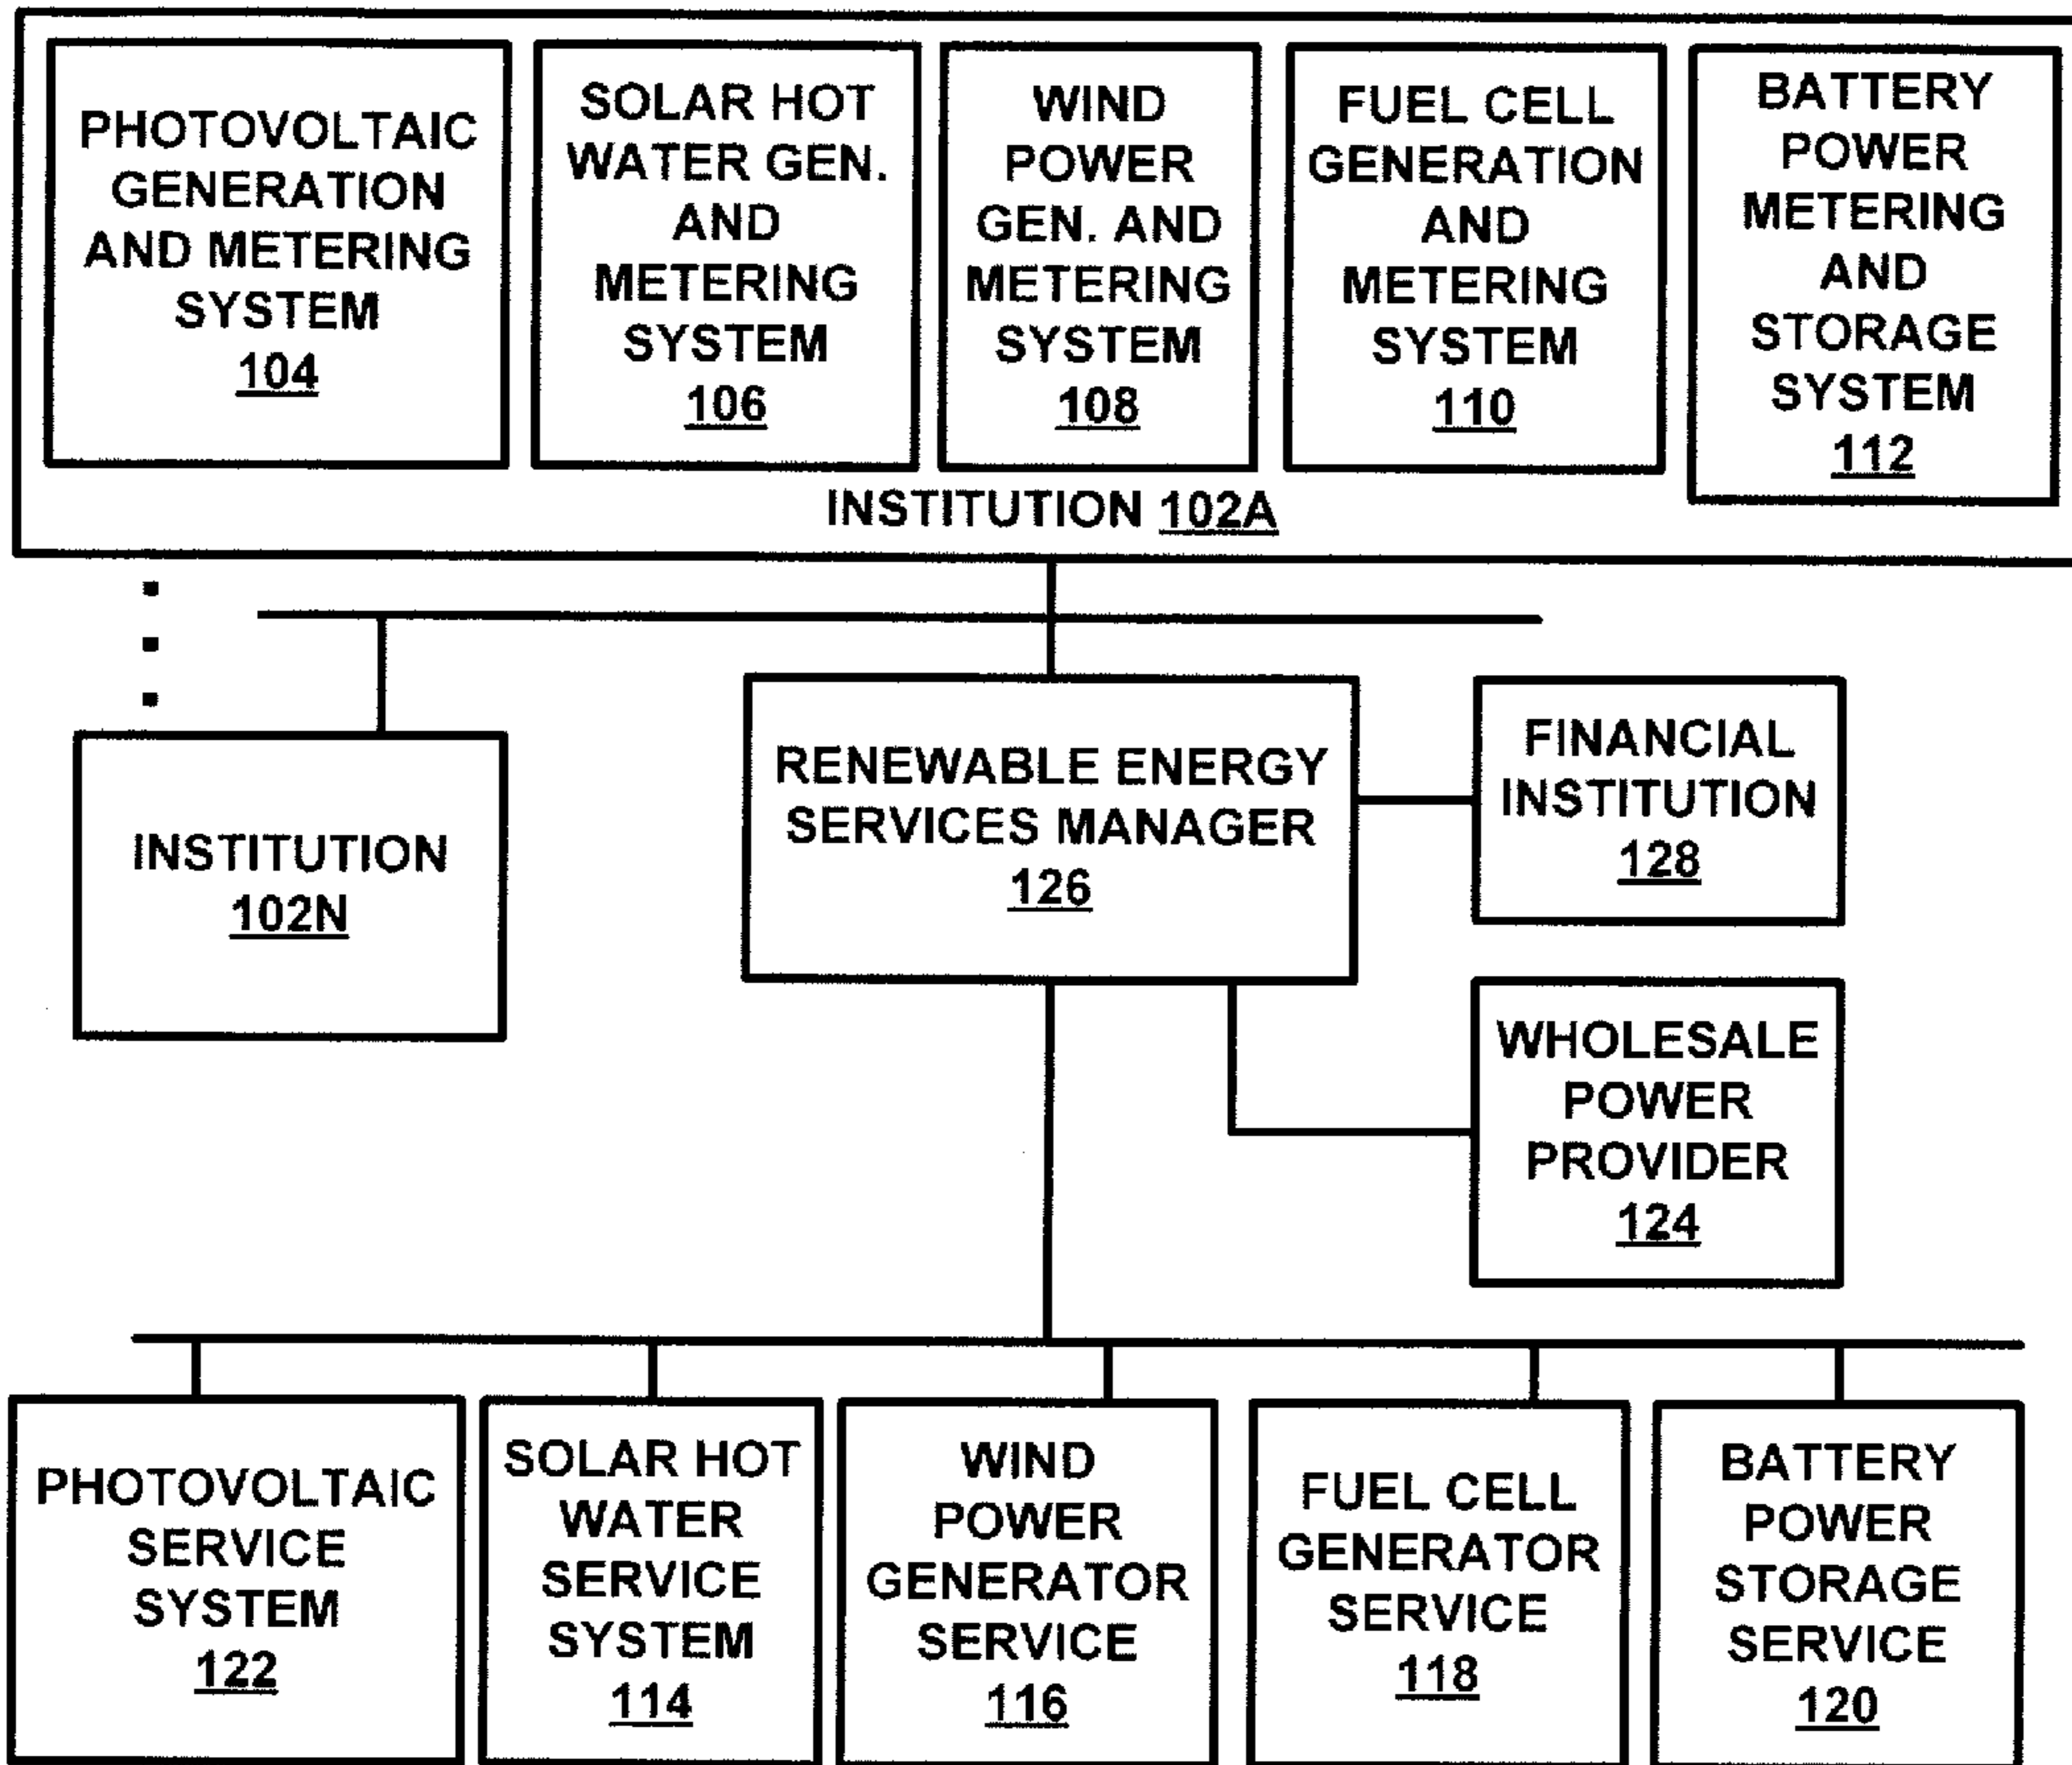 PHOTOVOLTAIC
GENERATION
AND METERING
SYSTEM
104
SOLAR HOT
WATER GEN.
AND
METERING
SYSTEM
106
WIND
POWER
GEN. AND
METERING
SYSTEM
108
FUEL CELL
GENERATION
AND
METERING
SYSTEM
110
BATTERY
POWER
METERING
AND
STORAGE
SYSTEM
112
INSTITUTION 102A
INSTITUTION
102N
RENEWABLE ENERGY
SERVICES MANAGER
126
FINANCIAL
INSTITUTION
128
WHOLESALE
POWER
PROVIDER
124
PHOTOVOLTAIC
SERVICE
SYSTEM
122
SOLAR HOT
WATER
SERVICE
SYSTEM
114
WIND
POWER
GENERATOR
SERVICE
116
FUEL CELL
GENERATOR
SERVICE
118
BATTERY
POWER
STORAGE
SERVICE
120